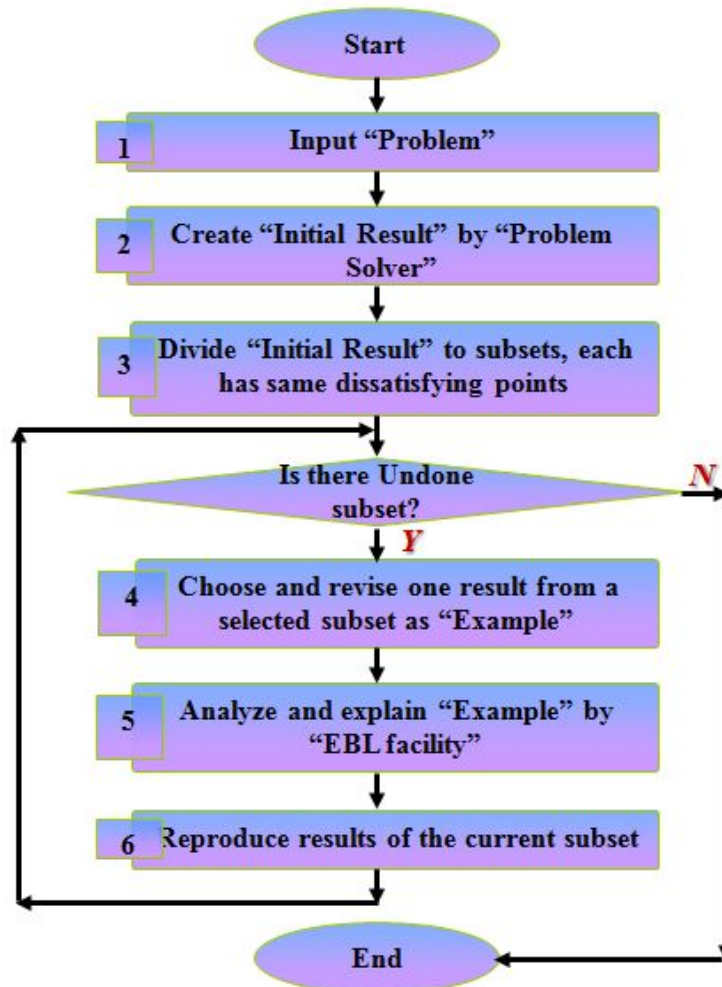 Start
1
Input “Problem”
2
Create “Initial Result” by “Problem
Solver”
3
Divide “Initial Result” to subsets, each
has same dissatisfying points
Is there Undone
subset?
N
Y
4
Choose and revise one result from a
selected subset as “Example”
5
Analyze and explain “Example” by
“EBL facility”
6
Reproduce results of the current subset
End